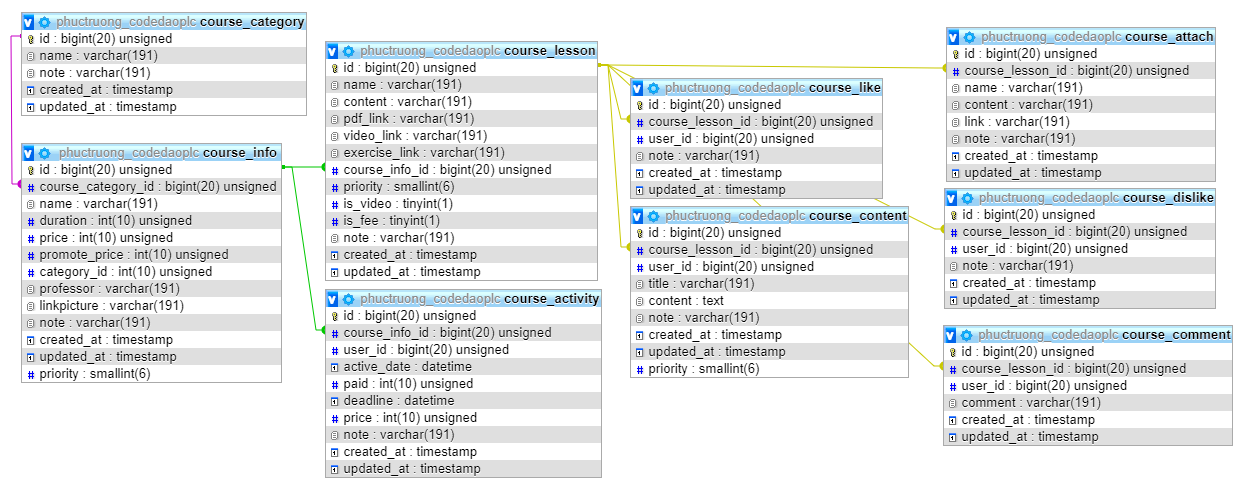 phuctruong_codedaoplc course_category
id : bigint(20) unsigned
name : varchar(191)
note : varchar(191)
created_at : timestamp
updated_at : timestamp
phuctruong_codedaoplc course_info
id : bigint(20) unsigned
course_category_id : bigint(20) unsigned
name : varchar(191)
duration : int(10) unsigned
price : int(10) unsigned
promote_price : int(10) unsigned
category_id : int(10) unsigned
professor : varchar(191)
linkpicture : varchar(191)
note : varchar(191)
created_at : timestamp
updated_at : timestamp
priority : smallint(6)
phuctruong_codedaoplc course_lesson
id : bigint(20) unsigned
name : varchar(191)
content : varchar(191)
pdf_link : varchar(191)
video_link : varchar(191)
exercise_link : varchar(191)
course_info_id : bigint(20) unsigned
priority : smallint(6)
is_video : tinyint(1)
is_fee : tinyint(1)
note : varchar(191)
created_at : timestamp
updated_at : timestamp
phuctruong_codedaoplc course_activity
id : bigint(20) unsigned
course_info_id : bigint(20) unsigned
user_id : bigint(20) unsigned
active_date : datetime
paid : int(10) unsigned
deadline : datetime
price : int(10) unsigned
note : varchar(191)
created_at : timestamp
updated_at : timestamp
phuctruong_codedaoplc course_like
id : bigint(20) unsigned
course_lesson_id : bigint(20) unsigned
user_id : bigint(20) unsigned
note : varchar(191)
created_at : timestamp
updated_at : timestamp
phuctruong_codedaoplc course_content
id : bigint(20) unsigned
course_lesson_id : bigint(20) unsigned
user_id : bigint(20) unsigned
title : varchar(191)
content : text
note : varchar(191)
created_at : timestamp
updated_at : timestamp
priority : smallint(6)
phuctruong_codedaoplc course_attach
id : bigint(20) unsigned
course_lesson_id : bigint(20) unsigned
name : varchar(191)
content : varchar(191)
link : varchar(191)
note : varchar(191)
created_at : timestamp
updated_at : timestamp
phuctruong_codedaoplc course_dislike
id : bigint(20) unsigned
course_lesson_id : bigint(20) unsigned
user_id : bigint(20) unsigned
note : varchar(191)
created_at : timestamp
updated_at : timestamp
phuctruong_codedaoplc course_comment
id : bigint(20) unsigned
course_lesson_id : bigint(20) unsigned
user_id : bigint(20) unsigned
comment : varchar(191)
created_at : timestamp
updated_at : timestamp